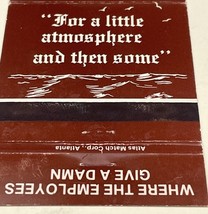 "For a little
atmosphere
and then some"
Atlas Match Corp., Atlanta
WHERE THE EMPLOYEES
GIVE A DAMN